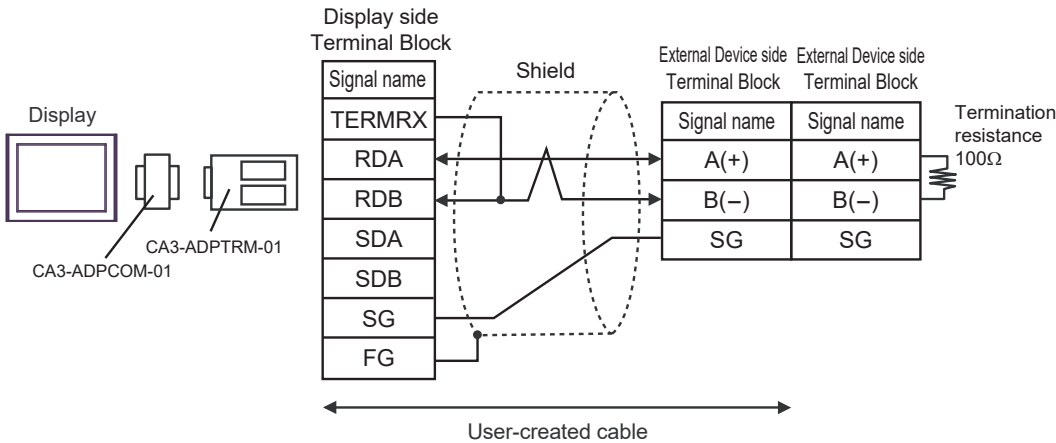 Display side
Terminal Block
External Device side
Terminal Block
External Device side
Terminal Block
Signal name
Shield
Display
TERMRX
Signal name
Signal name
Termination
resistance
100Ω
RDA
A(+)
A(+)
RDB
B(−)
B(−)
SDA
SG
SG
CA3-ADPTRM-01
CA3-ADPCOM-01
SDB
SG
FG
User-created cable